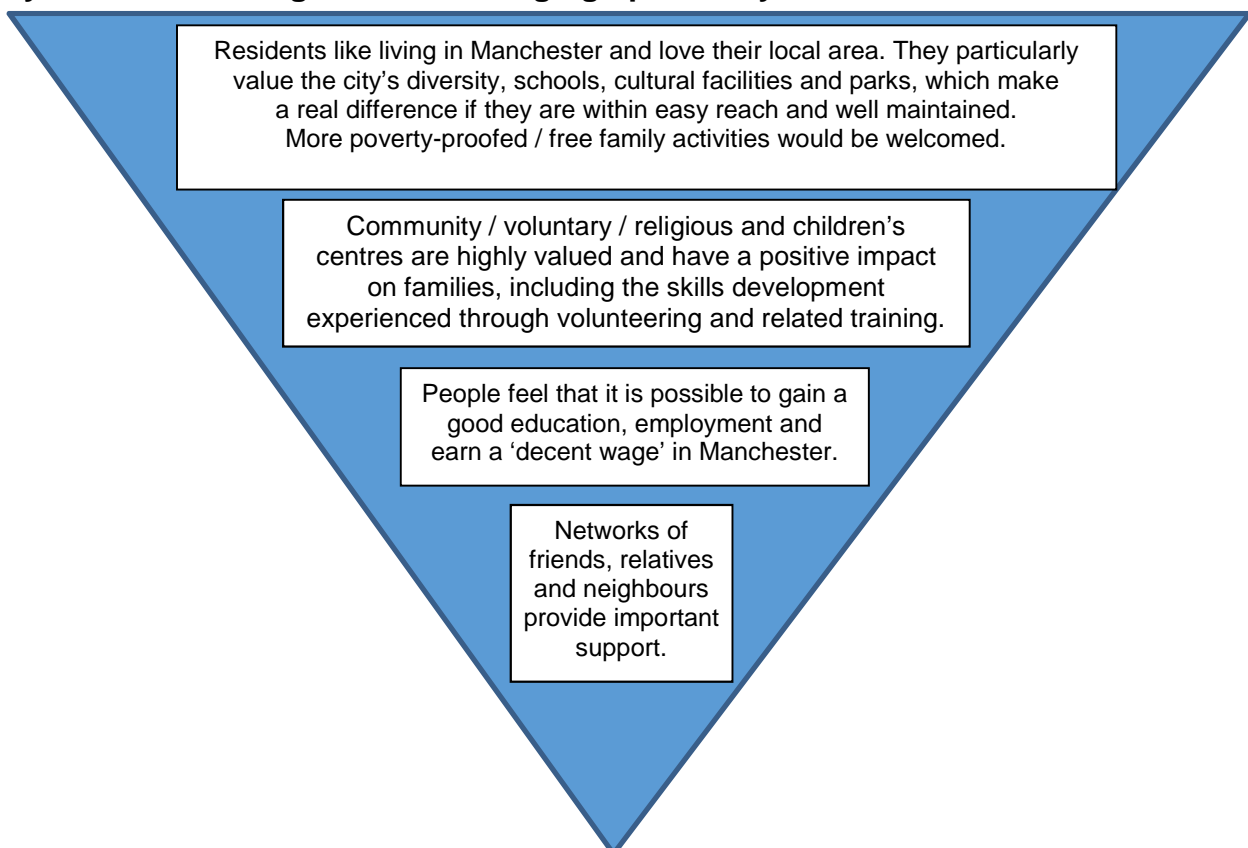 Residents like living in Manchester and love their local area. They particularly
value the city's diversity, schools, cultural facilities and parks, which make
a real difference if they are within easy reach and well maintained.
More poverty-proofed / free family activities would be welcomed.
Community / voluntary / religious and children's
centres are highly valued and have a positive impact
on families, including the skills development
experienced through volunteering and related training.
People feel that it is possible to gain a
good education, employment and
earn a 'decent wage' in Manchester.
Networks of
friends, relatives
and neighbours
provide important
support.